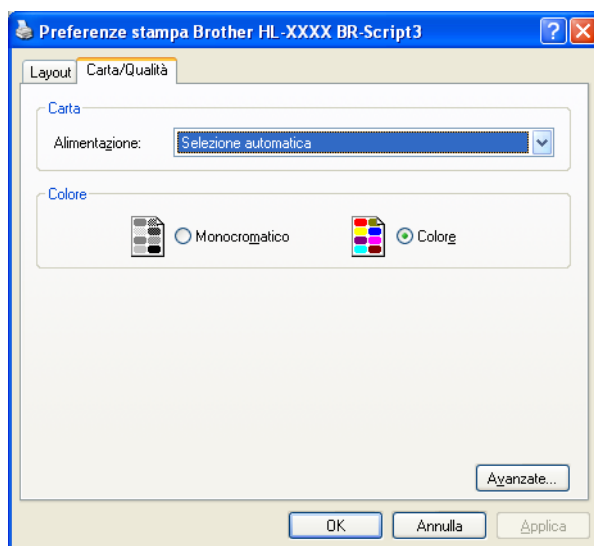 Preferenze stampa Brother HL-XXXX BR-Script3
Layout Carta/Qualità
Carta
Alimentazione: Selezione automatica
Colore
Monocromatico Colore
Avanzate...
OK Annulla Applica